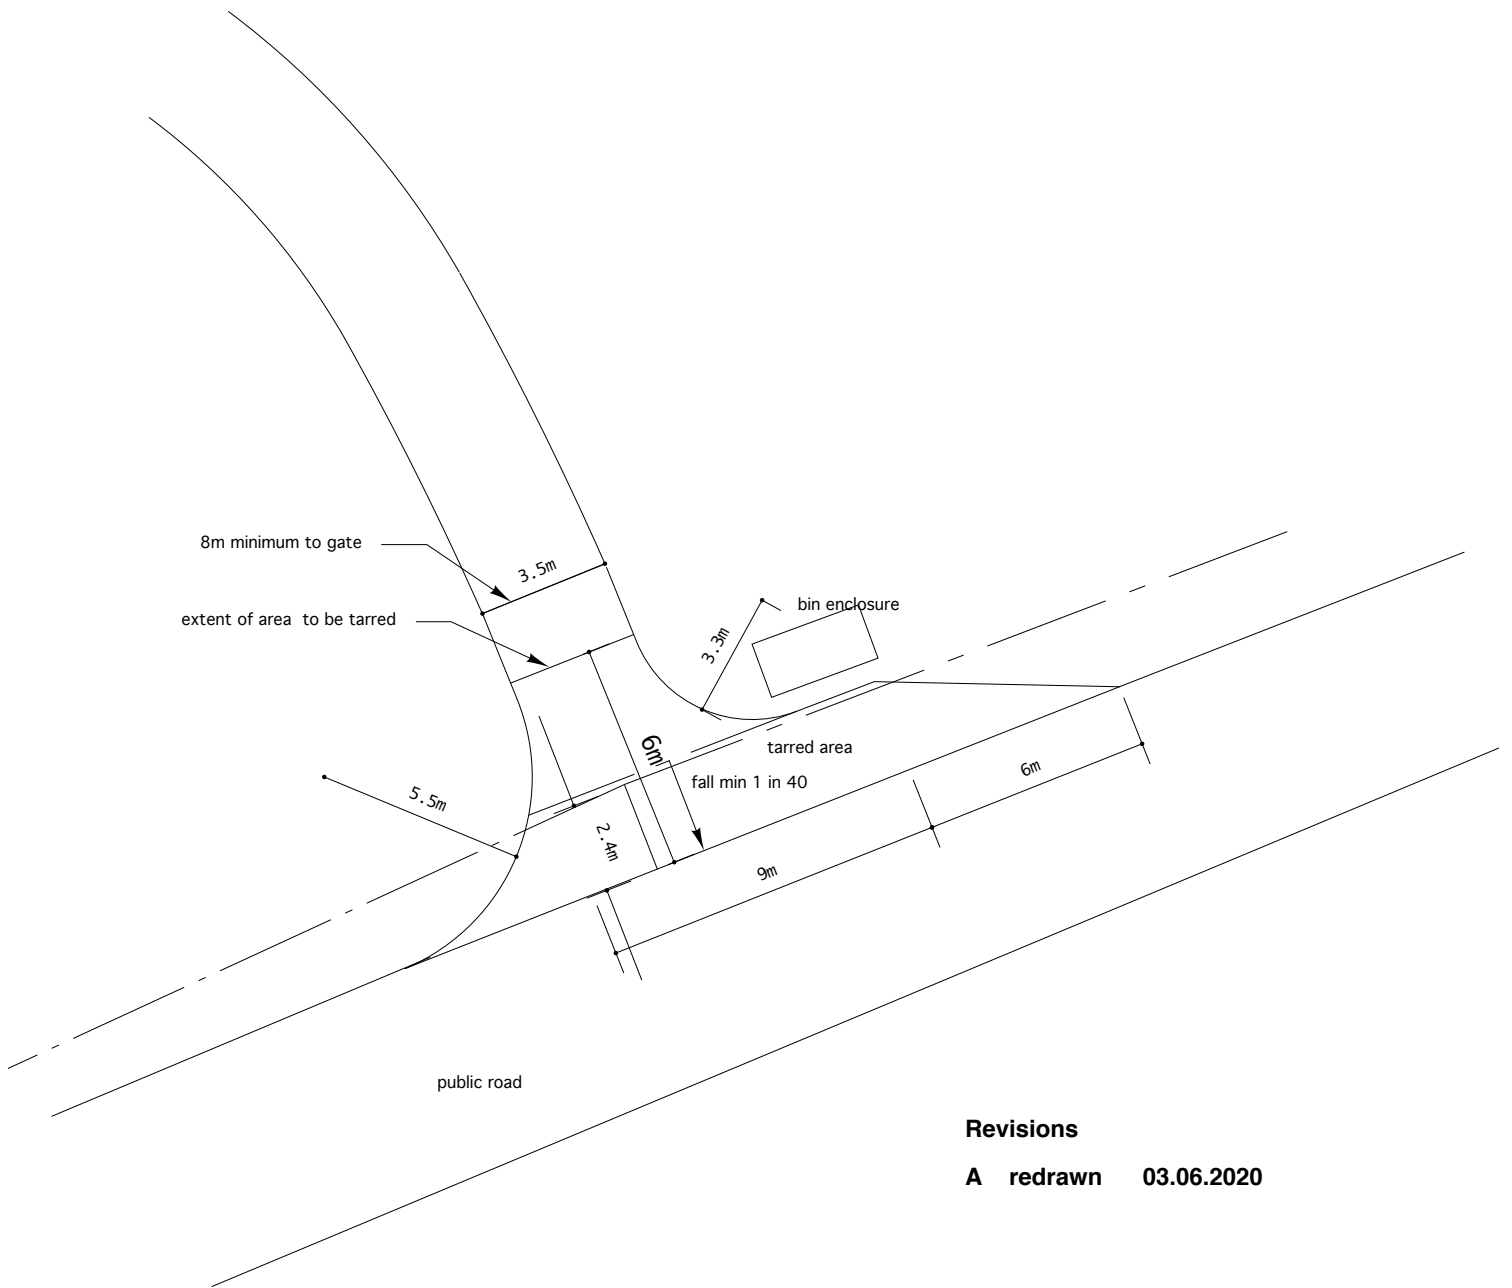 8m minimum to gate
3.5m
extent of area  to be tarred
bin enclosure
3.3m
6m
tarred area
fall min 1 in 40
6m
5.5m
2.4m
9m
public road
Revisions
A redrawn 03.06.2020